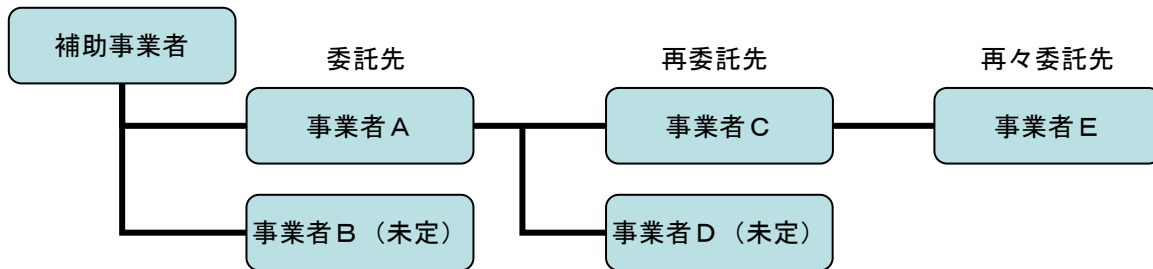 補助事業者
委託先
再委託先
再々委託先
事業者A
事業者C
事業者E
事業者B（未定）
事業者D（未定）